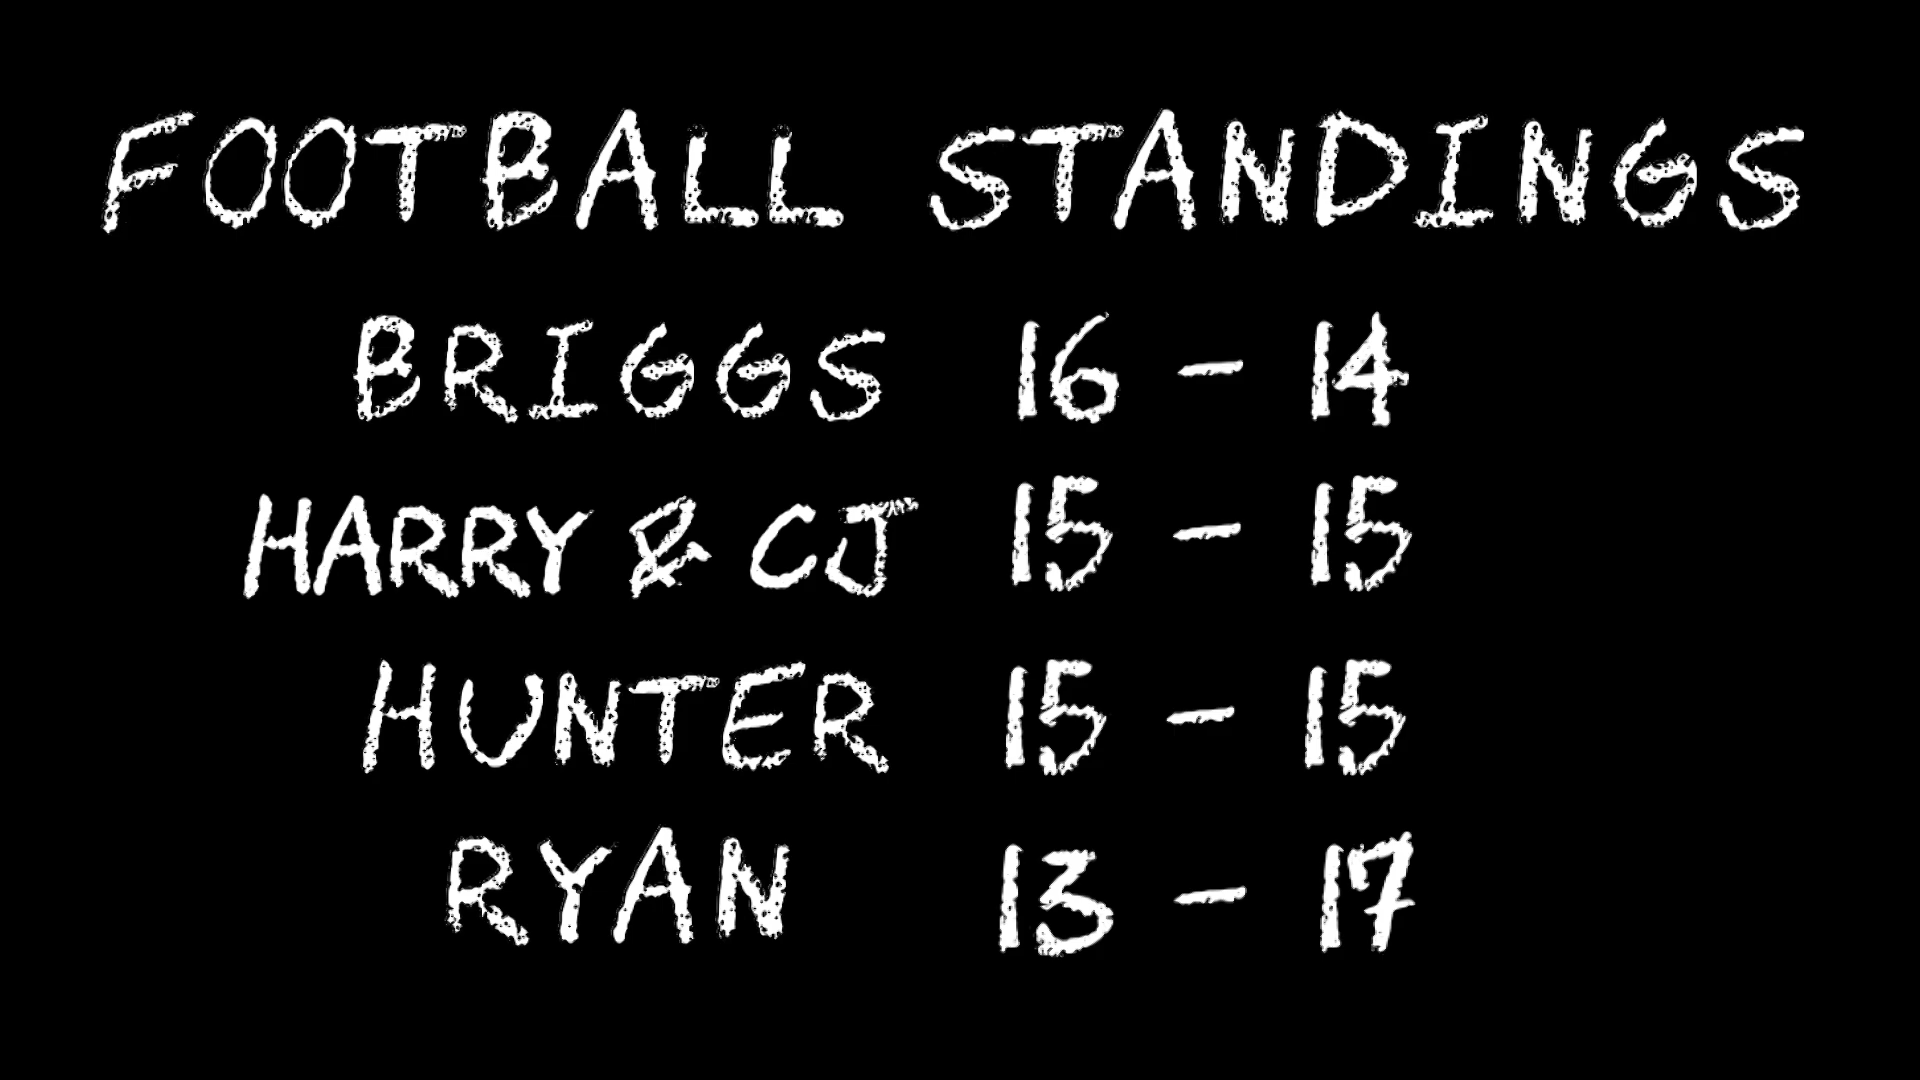 FOOTBALL STANDINGS
BRIGGS 16 - 14
HARRY & CJ 15 - 15
HUNTER 15 - 15
RYAN 13 - 17